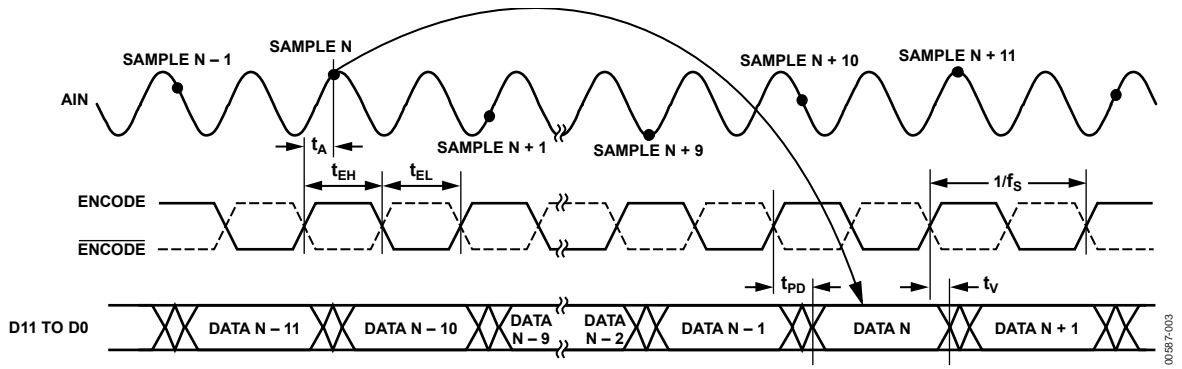 SAMPLE N – 1
SAMPLE N
SAMPLE N + 10
SAMPLE N + 11
AIN
tA
SAMPLE N + 1
SAMPLE N + 9
tEH
tEL
1/fS
ENCODE
ENCODE
tPD
tV
D11 TO D0
DATA N – 11
DATA N – 10
DATA
N – 9
DATA
N – 2
DATA N – 1
DATA N
DATA N + 1
00587-003